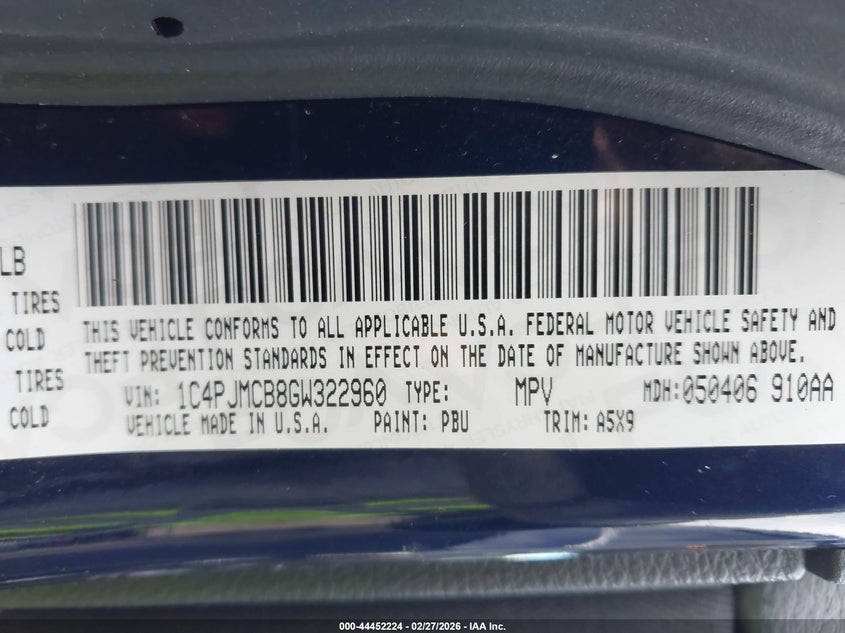 LB
TIRES
COLD
TIRES
COLD
THIS VEHICLE CONFORMS TO ALL APPLICABLE U.S.A. FEDERAL MOTOR VEHICLE SAFETY AND
THEFT PREVENTION STANDARDS IN EFFECT ON THE DATE OF MANUFACTURE SHOWN ABOVE.
VIN: 1C4PJMCB8GW322960 TYPE: MPV MDH:050406 910AA
VEHICLE MADE IN U.S.A. PAINT: PBU TRIM: A5X9
000-44452224 - 02/27/2026 - IAA Inc.